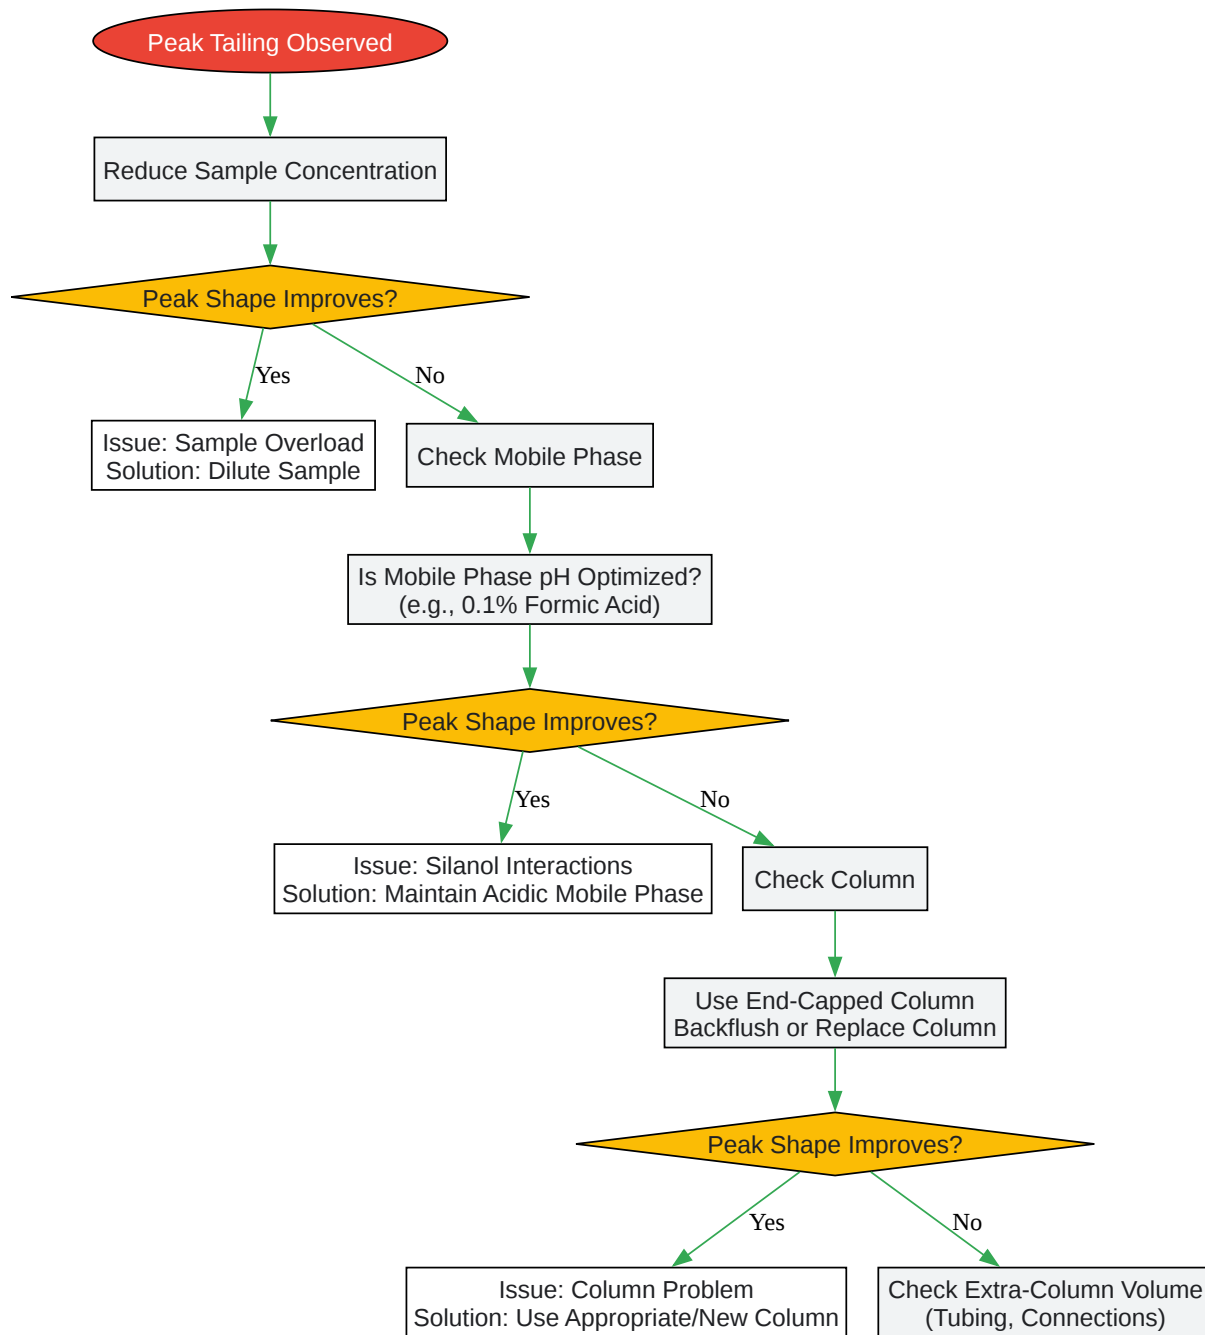 Peak Tailing Observed
Reduce Sample Concentration
Peak Shape Improves?
Yes
No
Issue: Sample Overload
Solution: Dilute Sample
Check Mobile Phase
Is Mobile Phase pH Optimized?
(e.g., 0.1% Formic Acid)
Peak Shape Improves?
Yes
No
Issue: Silanol Interactions
Solution: Maintain Acidic Mobile Phase
Check Column
Use End-Capped Column
Backflush or Replace Column
Peak Shape Improves?
Yes
No
Issue: Column Problem
Solution: Use Appropriate/New Column
Check Extra-Column Volume
(Tubing, Connections)